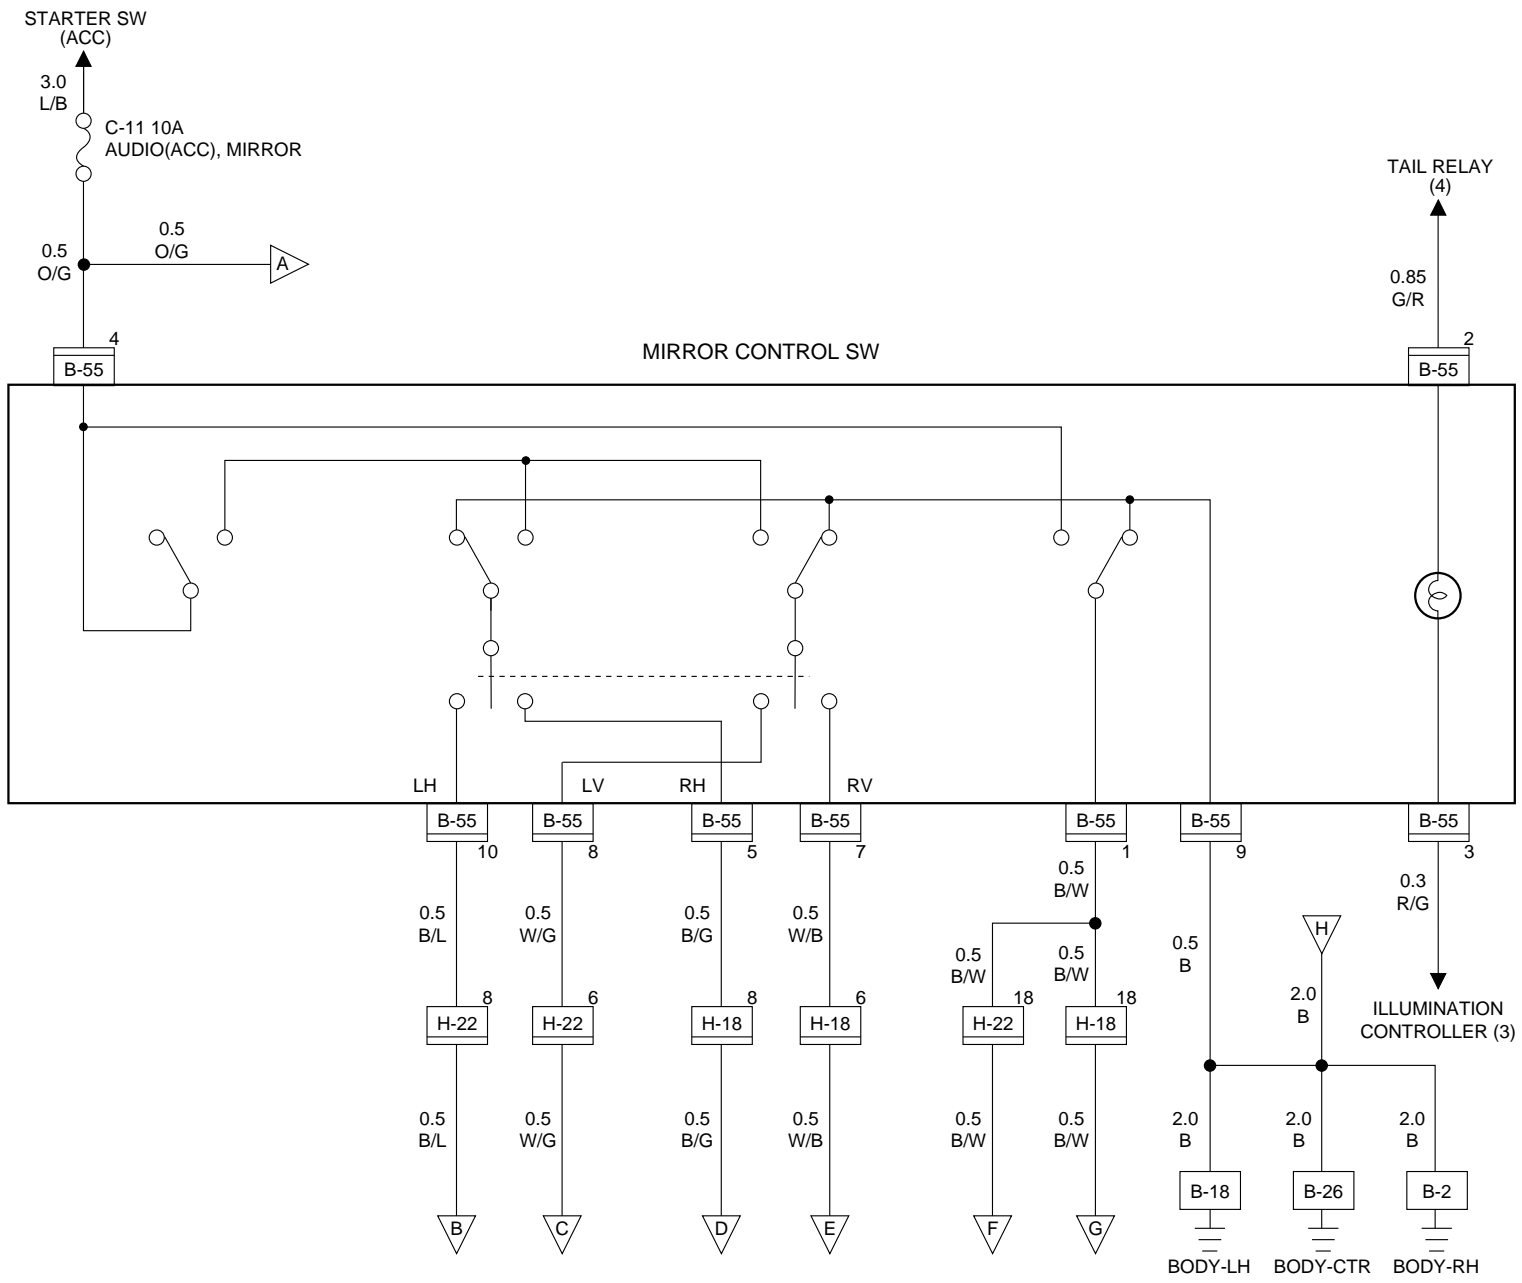 STARTER SW
(ACC)
3.0
L/B
C-11 10A
AUDIO(ACC), MIRROR
TAIL RELAY
(4)
0.5
O/G
0.5
O/G
A
0.85
G/R
4
B-55
MIRROR CONTROL SW
2
B-55
LH
LV
RH
RV
B-55
B-55
B-55
B-55
B-55
B-55
B-55
10
8
5
7
1
9
3
0.5
B/W
0.3
R/G
0.5
B/L
0.5
W/G
0.5
B/G
0.5
W/B
0.5
B/W
0.5
B/W
0.5
B
H
2.0
B
8
H-22
6
H-22
8
H-18
6
H-18
18
H-22
18
H-18
ILLUMINATION
CONTROLLER (3)
0.5
B/L
0.5
W/G
0.5
B/G
0.5
W/B
0.5
B/W
0.5
B/W
2.0
B
2.0
B
2.0
B
B-18
B-26
B-2
B
C
D
E
F
G
BODY-LH
BODY-CTR
BODY-RH